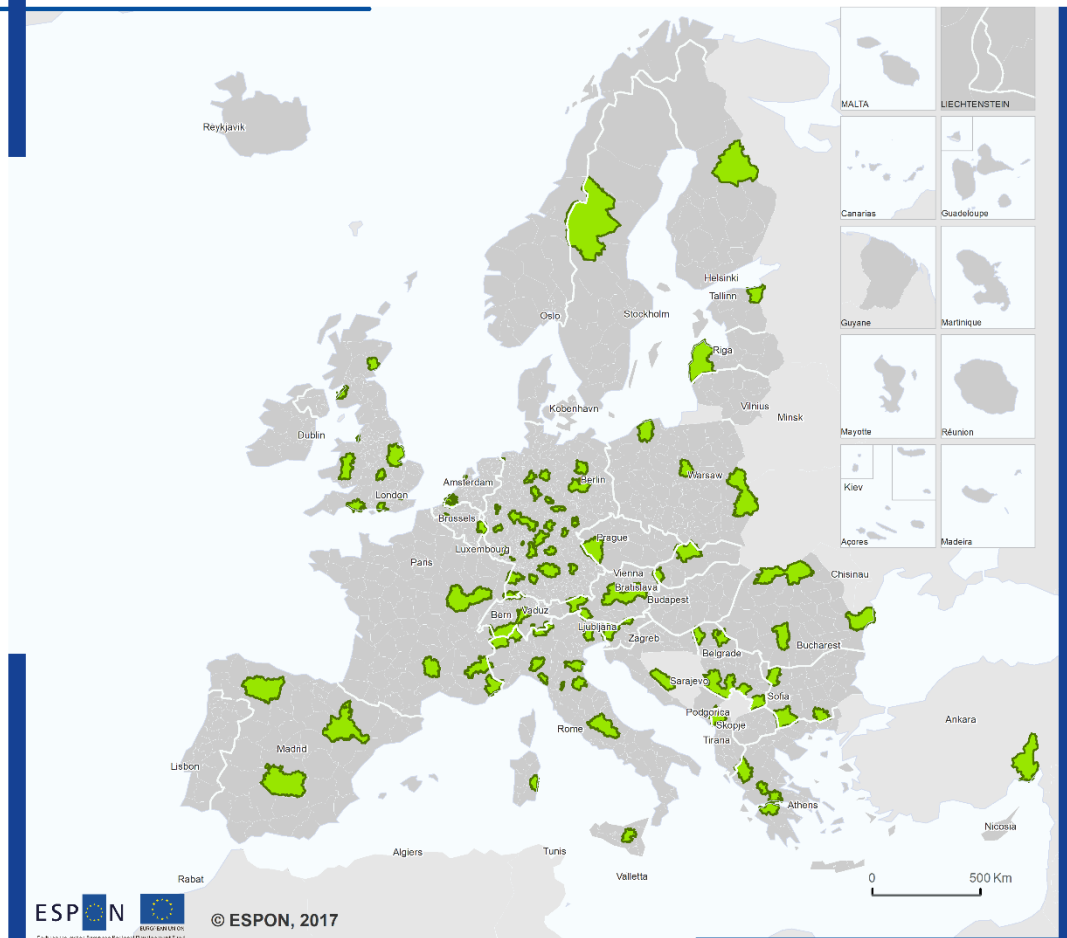 MALTA
LIECHTENSTEIN
Reykjavik
Canarias
Guadeloupe
Helsinki
Tallinn
Oslo
Stockholm
Guyane
Martinique
Riga
Kobenhavn
Vilnius
Minsk
Mayotte
Réunion
Dublin
Amsterdam
Berlin
Warsaw
London
Brussels
Kiev
Prague
Luxembourg
Açores
Madeira
Paris
Vienna
Bratislava
Chisinau
Budapest
Bern
Vaduz
Ljubljana
Zagreb
Bucharest
Belgrade
Sarajevo
Sofia
Podgorica
Skopje
Ankara
Rome
Tirana
Madrid
Lisbon
Athens
Nicosia
Algiers
Tunis
Valletta
Rabat
0 500 Km
ESPON
EUROPEAN UNION
© ESPON, 2017